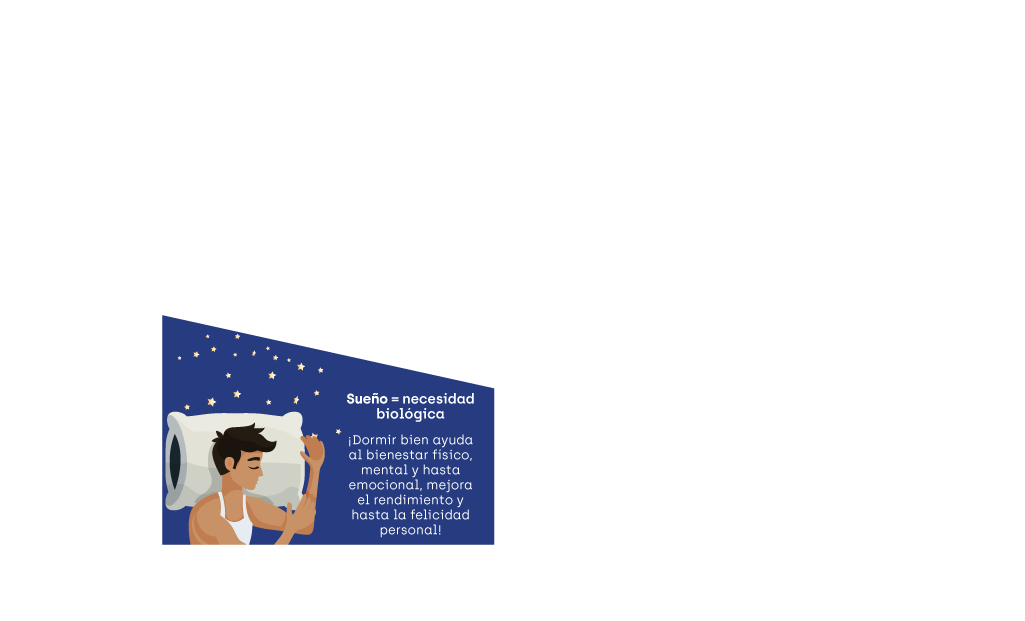 Sueño = necesidad
biológica
¡Dormir bien ayuda
al bienestar físico,
mental y hasta
emocional, mejora
el rendimiento y
hasta la felicidad
personal!